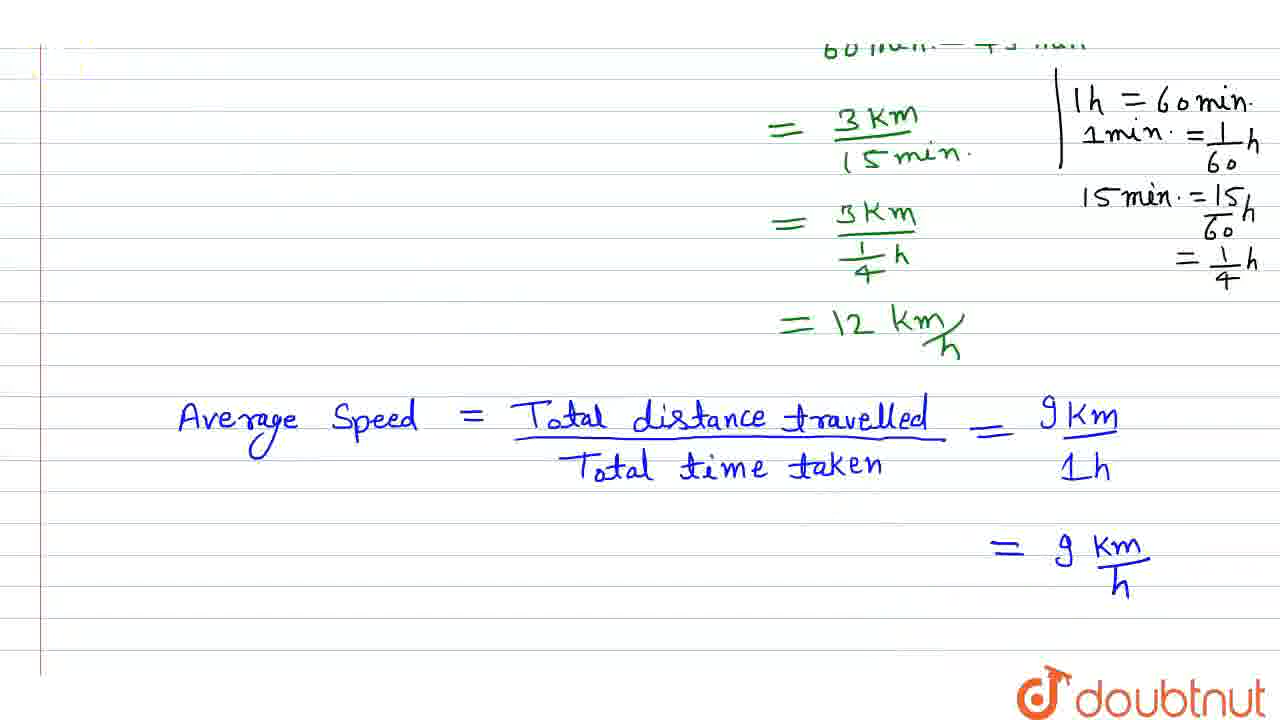 = 3 Km / 15 min.
1h = 60 min.
1 min. = 1/60 h
15 min. = 15/60 h
= 1/4 h
= 3 Km / 1/4 h
= 12 Km/h
Average Speed = Total distance travelled / Total time taken = 9 Km / 1h
= 9 Km/h
doubtnut